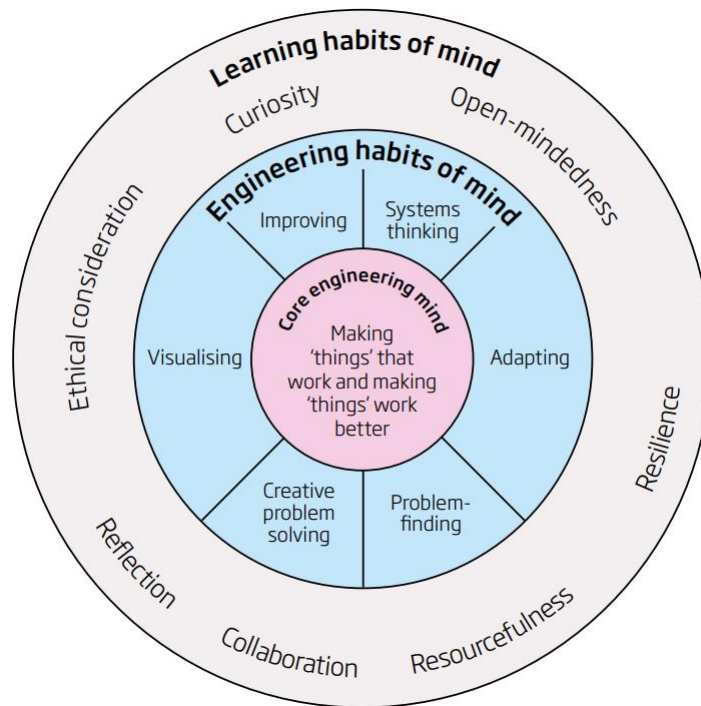 Learning habits of mind
Curiosity
Open-mindedness
Ethical consideration
Resilience
Reflection
Collaboration
Resourcefulness
Engineering habits of mind
Improving
Systems
thinking
Visualising
Adapting
Creative
problem
solving
Problem-
finding
Core engineering mind
Making
‘things’ that
work and making
‘things’ work
better